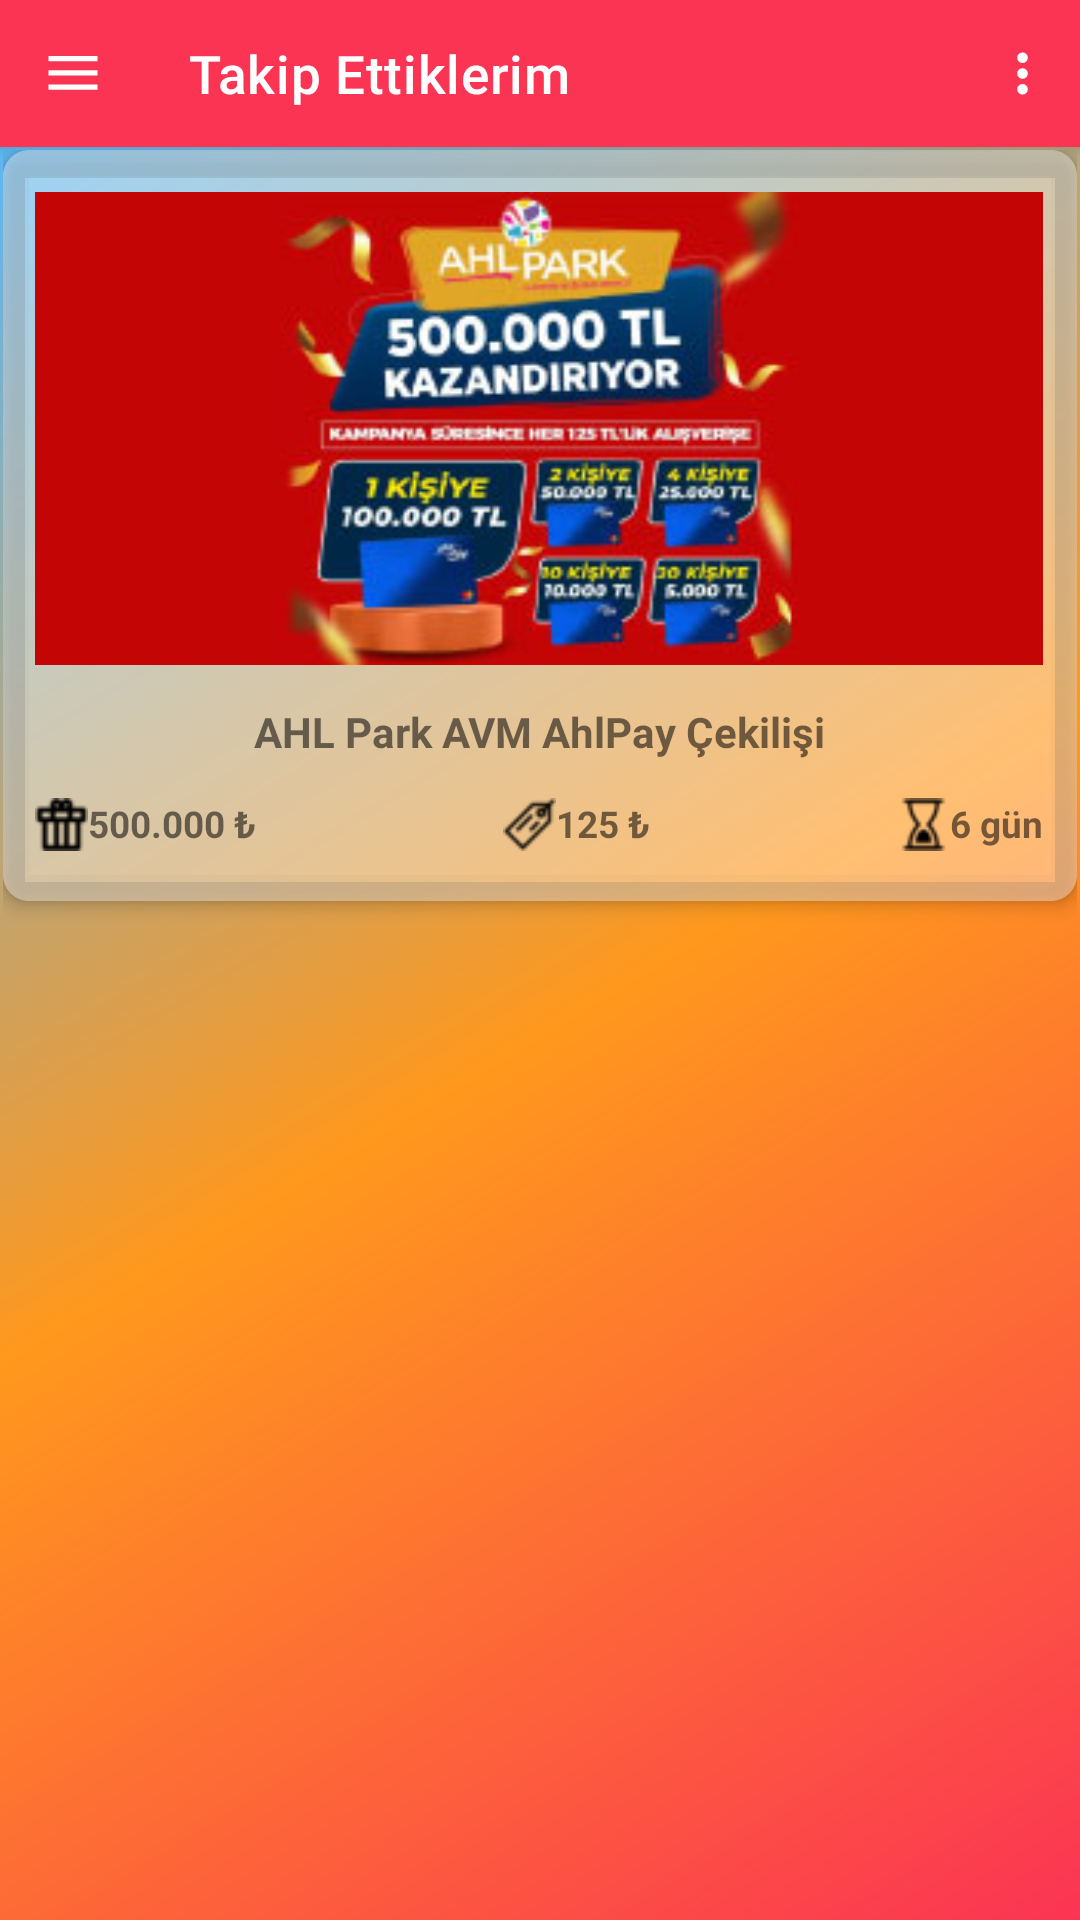 Takip Ettiklerim
AHL PARK
500.000 TL
KAZANDIRIYOR
KAMPANYA SÜRESİNCE HER 125 TL'LİK ALIŞVERİŞE
1 KİŞİYE
100.000 TL
2 KİŞİYE
50.000 TL
4 KİŞİYE
25.000 TL
10 KİŞİYE
10.000 TL
KİŞİYE
5.000 TL
AHL Park AVM AhlPay Çekilişi
500.000 ₺
125 ₺
6 gün